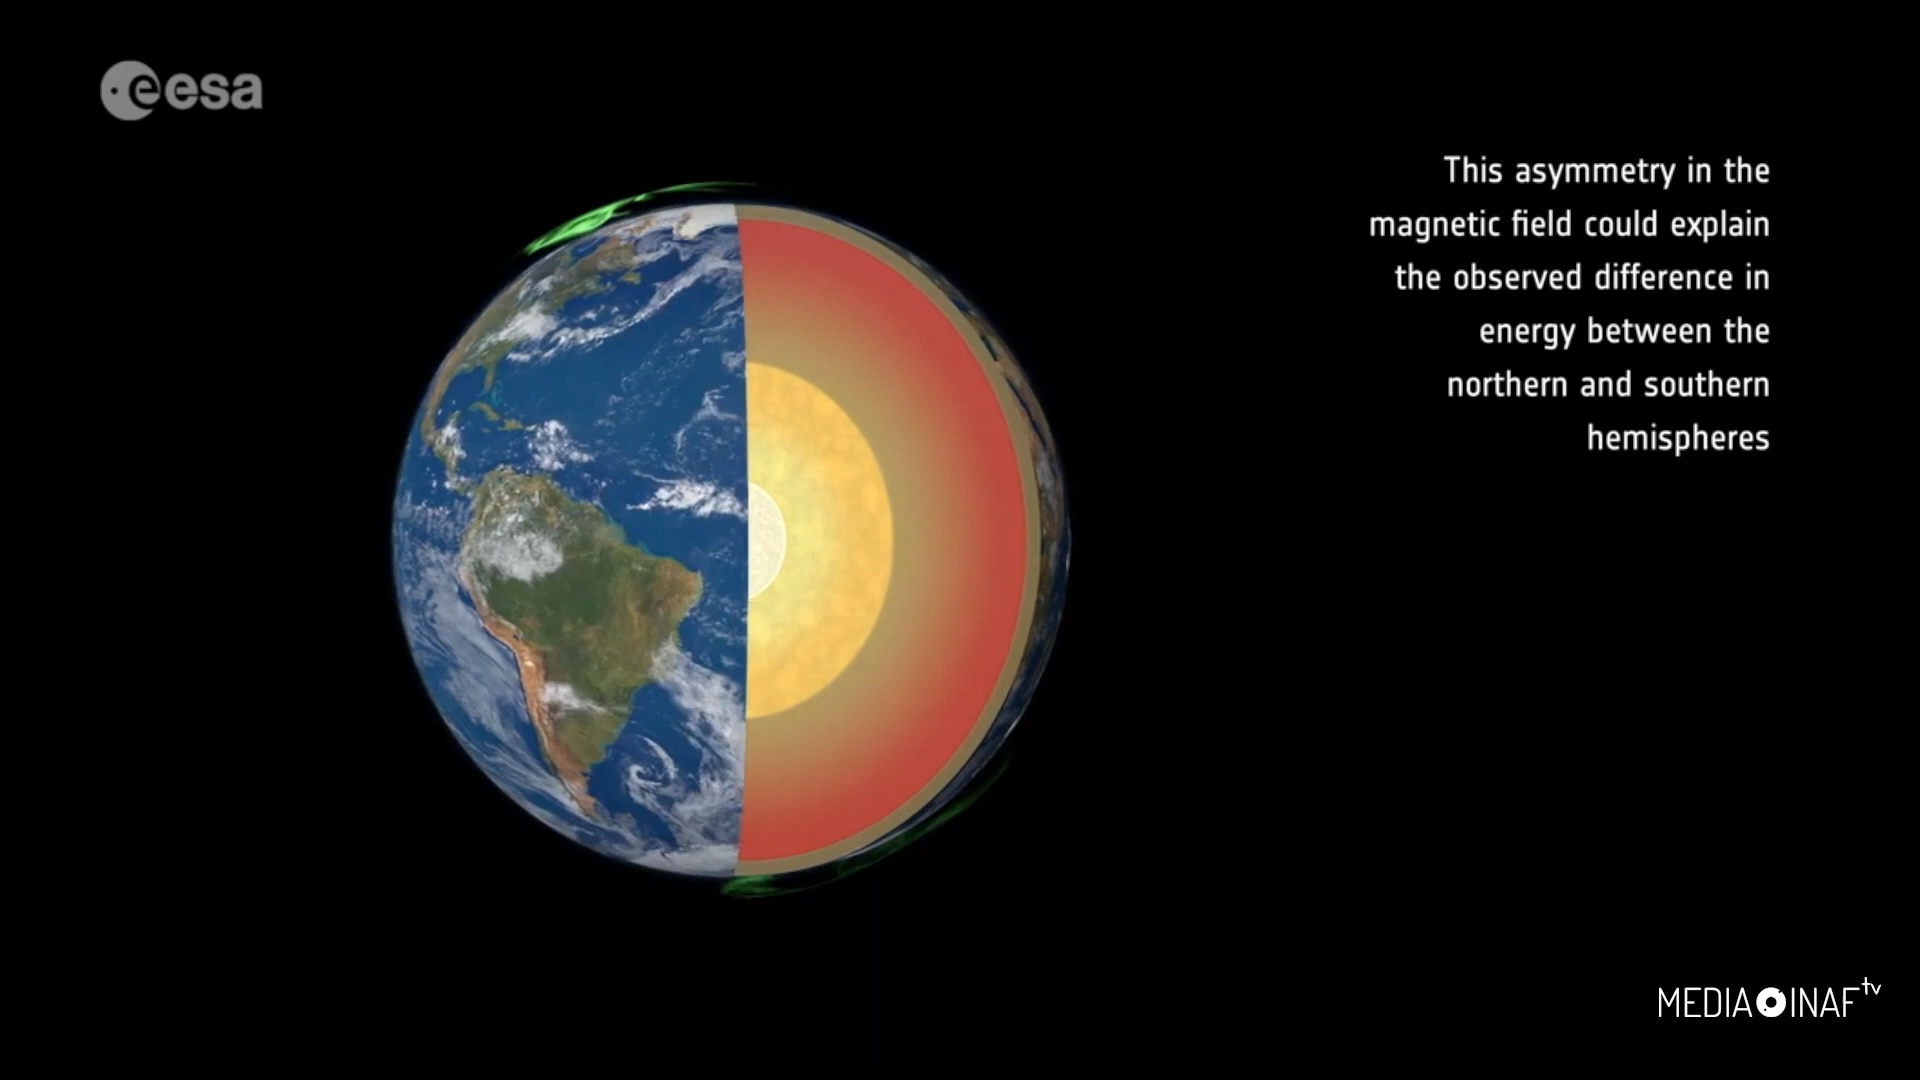 eesa
This asymmetry in the
magnetic field could explain
the observed difference in
energy between the
northern and southern
hemispheres
MEDIA INAF tv